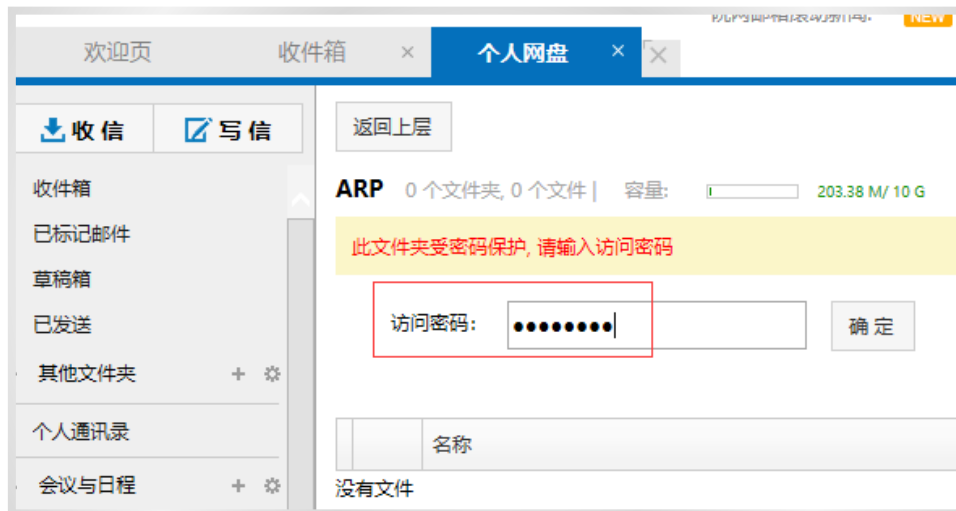 NEW
欢迎页 收件箱 × 个人网盘 × ×
收信 写信 返回上层
收件箱 ARP 0 个文件夹, 0 个文件 | 容量: 203.38 M/ 10 G
已标记邮件 此文件夹受密码保护, 请输入访问密码
草稿箱
已发送 访问密码: ●●●●●●●● 确 定
其他文件夹 +
个人通讯录 名称
会议与日程 + 没有文件